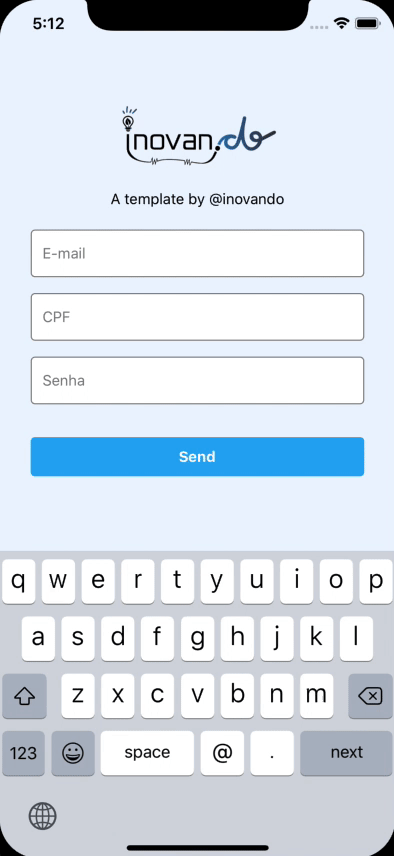 5:12
inovan.do
A template by @inovando
E-mail
CPF
Senha
Send
q w e r t y u i o p
a s d f g h j k l
z x c v b n m
123 space @ . next